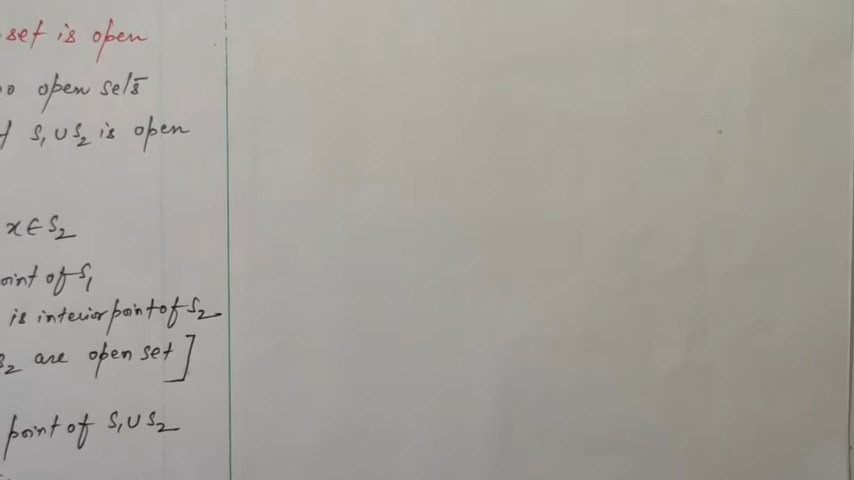 set is open
open sets
S₁ ∪ S₂ is open
x ∈ S₂
point of S₁
is interior point of S₂
S₂ are open set ]
point of S₁ ∪ S₂